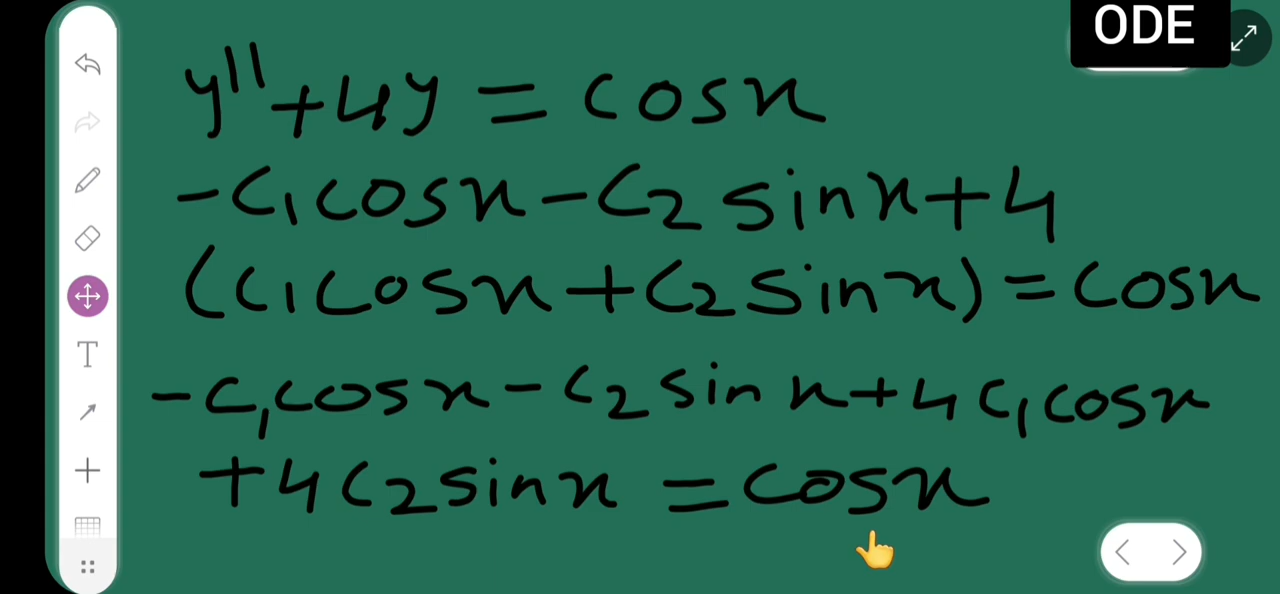 ODE
y''+4y = cosx
-c₁cosx-c₂sinx+4
(c₁cosx+c₂sinx)=cosx
-c₁cosx-c₂sinx+4c₁cosx
+4c₂sinx=cosx
T